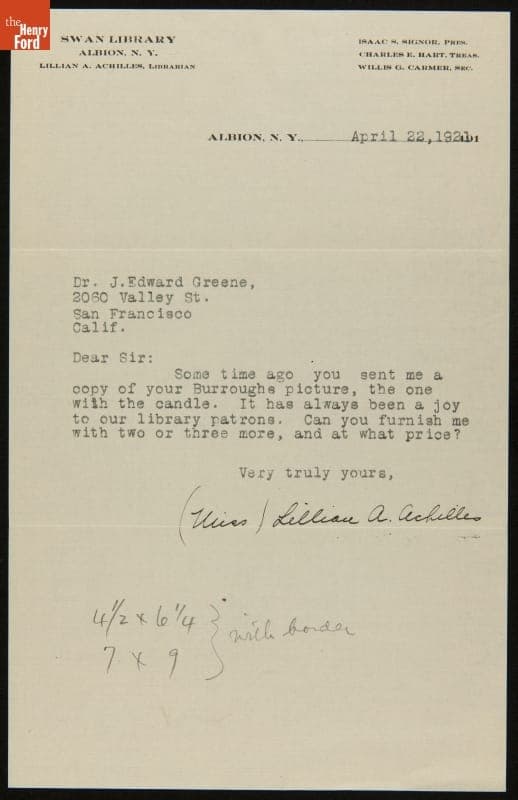 the
Henry
Ford
SWAN LIBRARY
ALBION, N. Y.
LILLIAN A. ACHILLES, LIBRARIAN
ISAAC S. SIGNOR, PRES.
CHARLES E. HART, TREAS.
WILLIS G. CARMER, SEC.
ALBION, N. Y., April 22, 1921
Dr. J.Edward Greene,
2060 Valley St.
San Francisco
Calif.
Dear Sir:
Some time ago you sent me a
copy of your Burroughs picture, the one
with the candle. It has always been a joy
to our library patrons. Can you furnish me
with two or three more, and at what price?
Very truly yours,
(Miss) Lillian A. Achilles
4 1/2 x 6 1/4 } with border
7 x 9